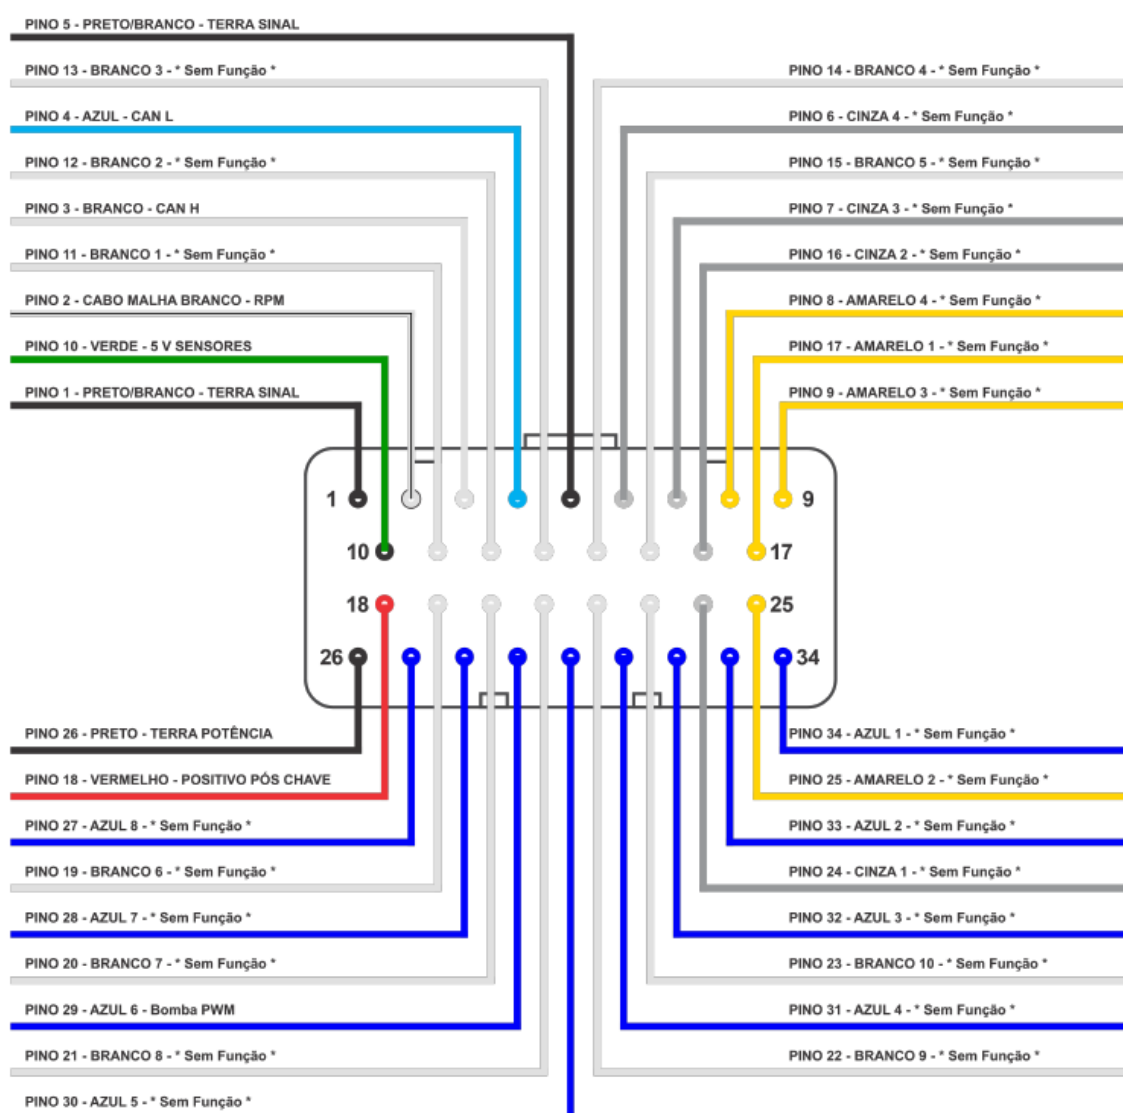 PINO 5 - PRETO/BRANCO - TERRA SINAL
PINO 13 - BRANCO 3 - * Sem Função *
PINO 4 - AZUL - CAN L
PINO 12 - BRANCO 2 - * Sem Função *
PINO 3 - BRANCO - CAN H
PINO 11 - BRANCO 1 - * Sem Função *
PINO 2 - CABO MALHA BRANCO - RPM
PINO 10 - VERDE - 5 V SENSORES
PINO 1 - PRETO/BRANCO - TERRA SINAL
PINO 14 - BRANCO 4 - * Sem Função *
PINO 6 - CINZA 4 - * Sem Função *
PINO 15 - BRANCO 5 - * Sem Função *
PINO 7 - CINZA 3 - * Sem Função *
PINO 16 - CINZA 2 - * Sem Função *
PINO 8 - AMARELO 4 - * Sem Função *
PINO 17 - AMARELO 1 - * Sem Função *
PINO 9 - AMARELO 3 - * Sem Função *
1
9
10
17
18
25
26
34
PINO 26 - PRETO - TERRA POTÊNCIA
PINO 18 - VERMELHO - POSITIVO PÓS CHAVE
PINO 27 - AZUL 8 - * Sem Função *
PINO 19 - BRANCO 6 - * Sem Função *
PINO 28 - AZUL 7 - * Sem Função *
PINO 20 - BRANCO 7 - * Sem Função *
PINO 29 - AZUL 6 - Bomba PWM
PINO 21 - BRANCO 8 - * Sem Função *
PINO 30 - AZUL 5 - * Sem Função *
PINO 34 - AZUL 1 - * Sem Função *
PINO 25 - AMARELO 2 - * Sem Função *
PINO 33 - AZUL 2 - * Sem Função *
PINO 24 - CINZA 1 - * Sem Função *
PINO 32 - AZUL 3 - * Sem Função *
PINO 23 - BRANCO 10 - * Sem Função *
PINO 31 - AZUL 4 - * Sem Função *
PINO 22 - BRANCO 9 - * Sem Função *